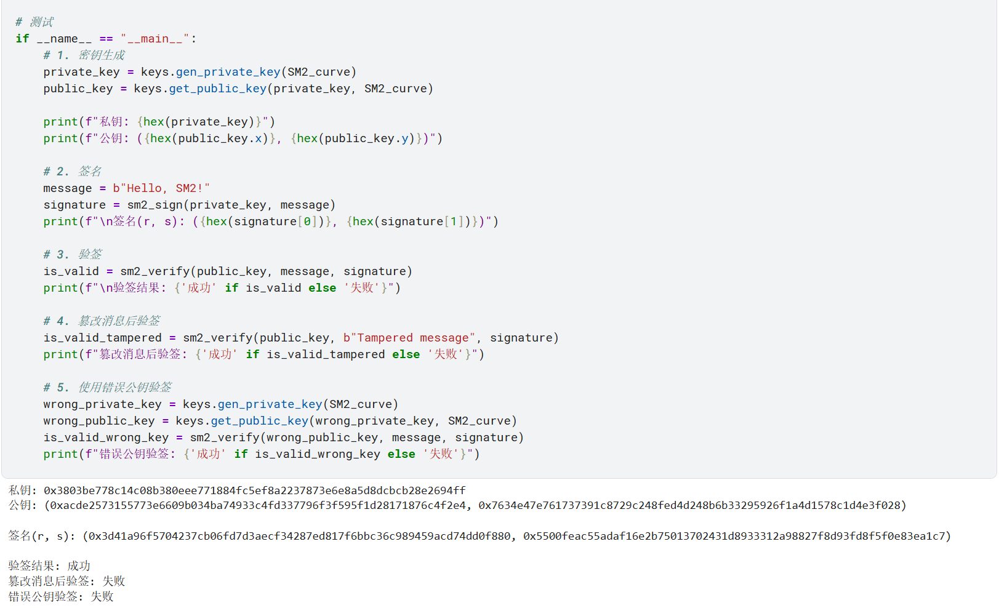 # 测试
if __name__ == "__main__":
    # 1. 密钥生成
    private_key = keys.gen_private_key(SM2_curve)
    public_key = keys.get_public_key(private_key, SM2_curve)
    print(f"私钥: {hex(private_key)}")
    print(f"公钥: ({hex(public_key.x)}, {hex(public_key.y)})")
    # 2. 签名
    message = b"Hello, SM2!"
    signature = sm2_sign(private_key, message)
    print(f"\n签名(r, s): ({hex(signature[0])}, {hex(signature[1])})")
    # 3. 验签
    is_valid = sm2_verify(public_key, message, signature)
    print(f"\n验签结果: {'成功' if is_valid else '失败'}")
    # 4. 篡改消息后验签
    is_valid_tampered = sm2_verify(public_key, b"Tampered message", signature)
    print(f"篡改消息后验签: {'成功' if is_valid_tampered else '失败'}")
    # 5. 使用错误公钥验签
    wrong_private_key = keys.gen_private_key(SM2_curve)
    wrong_public_key = keys.get_public_key(wrong_private_key, SM2_curve)
    is_valid_wrong_key = sm2_verify(wrong_public_key, message, signature)
    print(f"错误公钥验签: {'成功' if is_valid_wrong_key else '失败'}")
私钥: 0x3803be778c14c08b380eee771884fc5ef8a2237873e6e8a5d8dcbcb28e2694ff
公钥: (0xacde2573155773e6609b034ba74933c4fd337796f3f595f1d28171876c4f2e4, 0x7634e47e761737391c8729c248fed4d248b6b33295926f1a4d1578c1d4e3f028)
签名(r, s): (0x3d41a96f5704237cb06fd7d3aecf34287ed817f6bbc36c989459acd74dd0f880, 0x5500feac55adaf16e2b75013702431d8933312a98827f8d93fd8f5f0e83ea1c7)
验签结果: 成功
篡改消息后验签: 失败
错误公钥验签: 失败